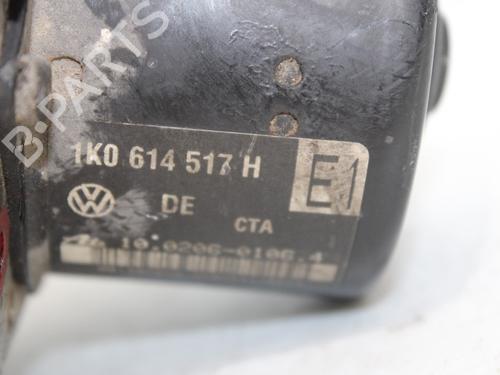 B-PARTS
1K0 614 517 H
E1
DE
CTA
10.0206-0106.4